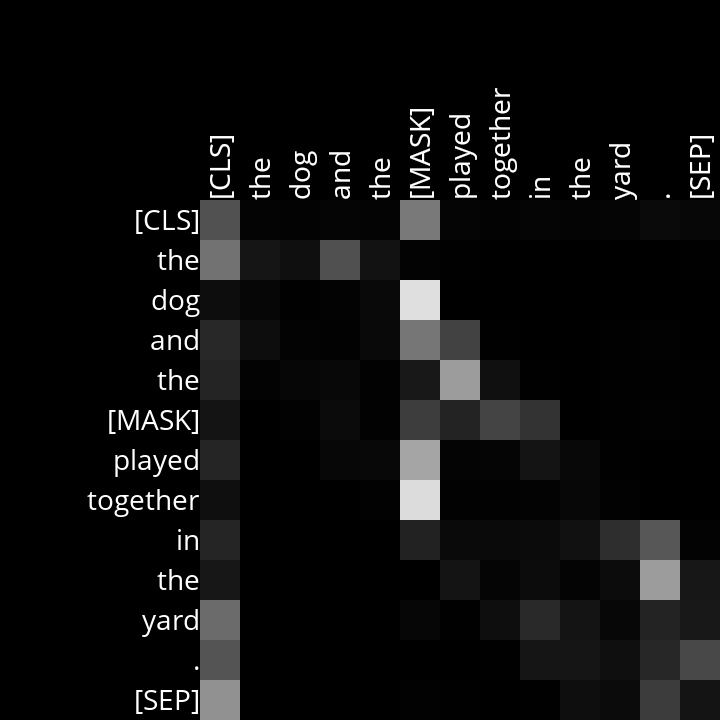 [CLS]
the
dog
and
the
[MASK]
played
together
in
the
yard
.
[SEP]
[CLS]
the
dog
and
the
[MASK]
played
together
in
the
yard
.
[SEP]